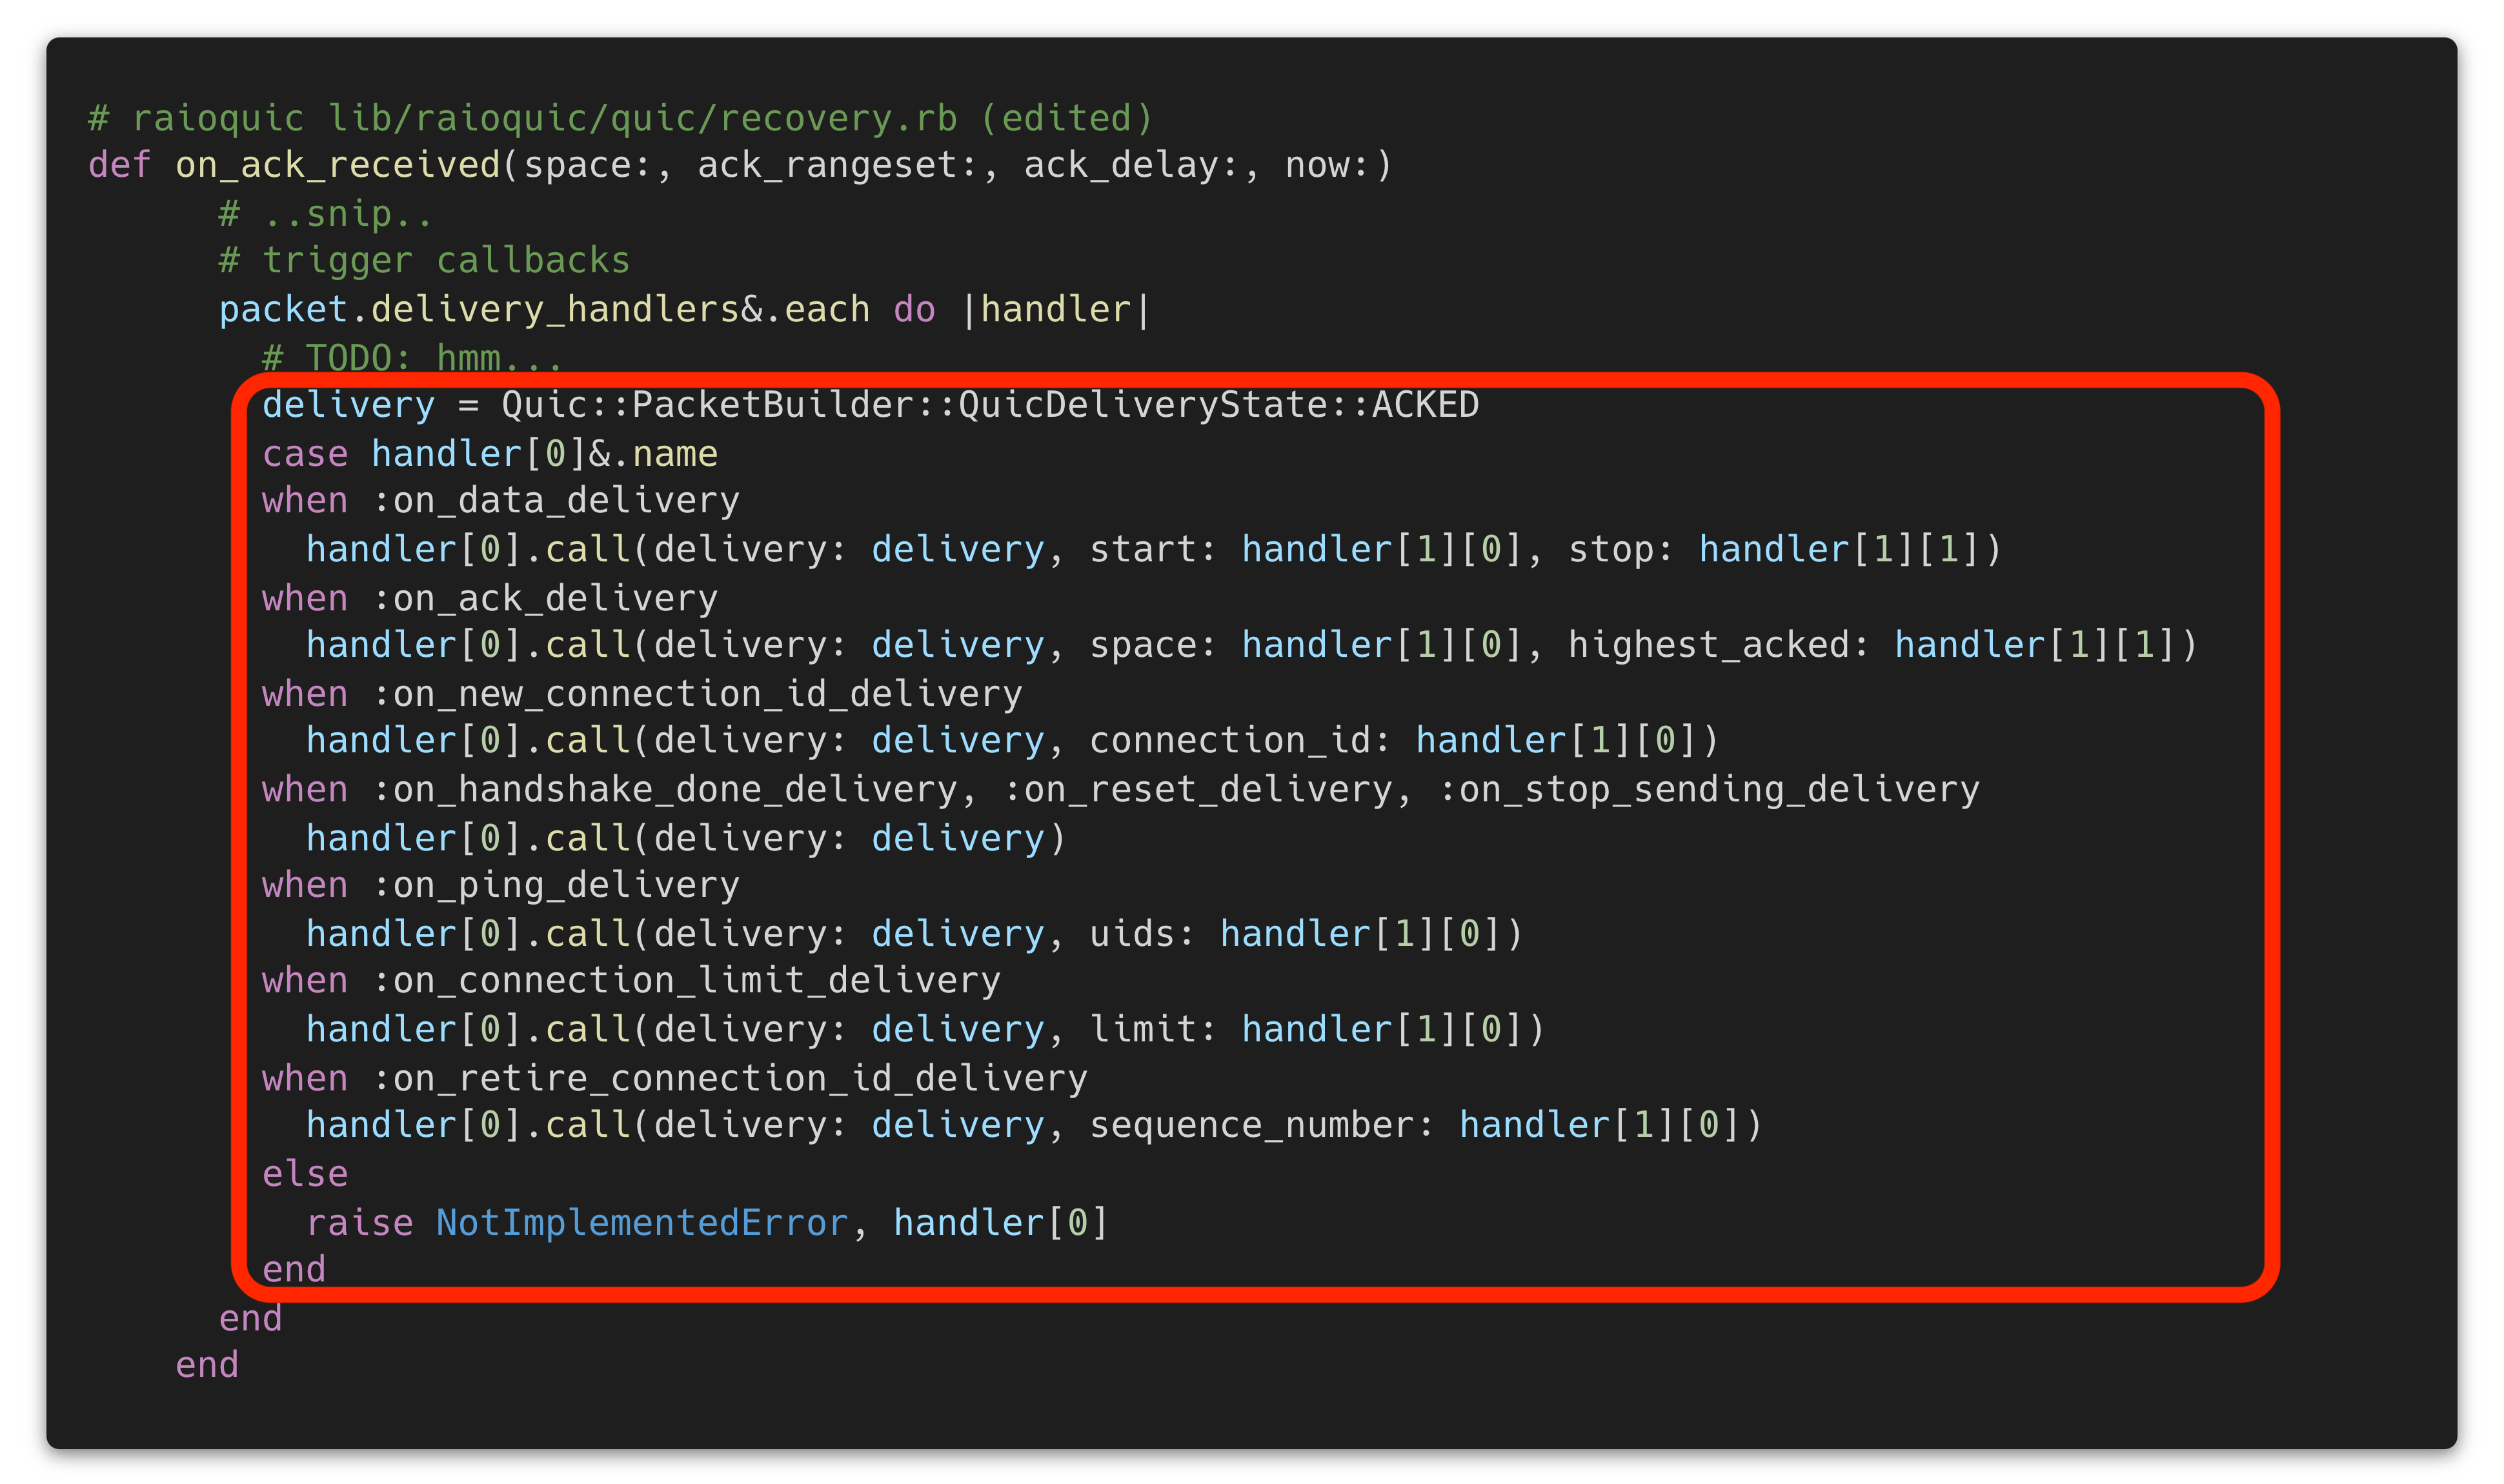 # raioquic lib/raioquic/quic/recovery.rb (edited)
def on_ack_received(space:, ack_rangeset:, ack_delay:, now:)
      # ..snip..
      # trigger callbacks
      packet.delivery_handlers&.each do |handler|
        # TODO: hmm...
        delivery = Quic::PacketBuilder::QuicDeliveryState::ACKED
        case handler[0]&.name
        when :on_data_delivery
          handler[0].call(delivery: delivery, start: handler[1][0], stop: handler[1][1])
        when :on_ack_delivery
          handler[0].call(delivery: delivery, space: handler[1][0], highest_acked: handler[1][1])
        when :on_new_connection_id_delivery
          handler[0].call(delivery: delivery, connection_id: handler[1][0])
        when :on_handshake_done_delivery, :on_reset_delivery, :on_stop_sending_delivery
          handler[0].call(delivery: delivery)
        when :on_ping_delivery
          handler[0].call(delivery: delivery, uids: handler[1][0])
        when :on_connection_limit_delivery
          handler[0].call(delivery: delivery, limit: handler[1][0])
        when :on_retire_connection_id_delivery
          handler[0].call(delivery: delivery, sequence_number: handler[1][0])
        else
          raise NotImplementedError, handler[0]
        end
      end
    end